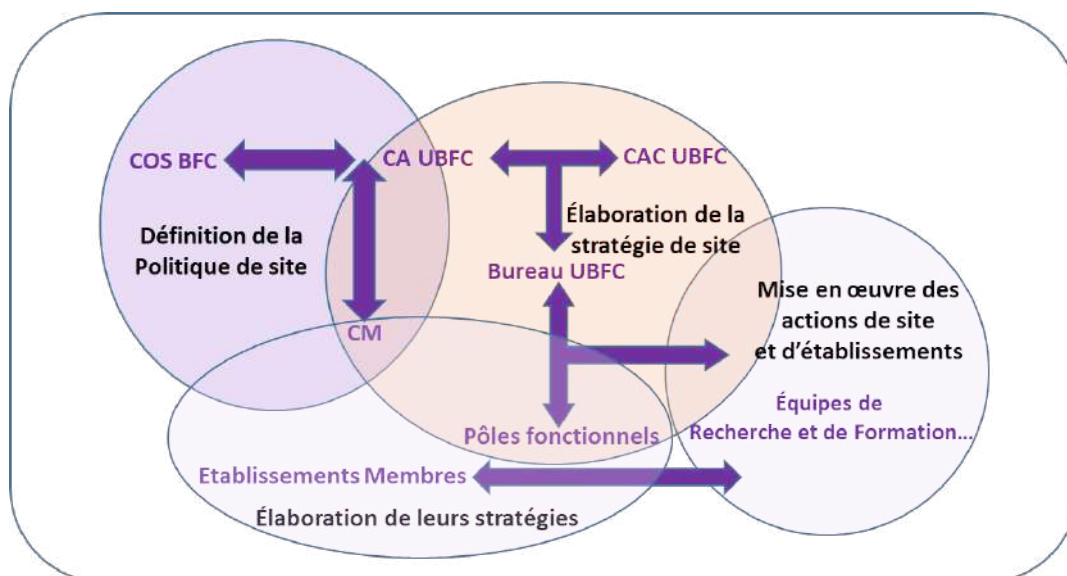 COS BFC
CA UBFC
CAC UBFC
Définition de la
Politique de site
Élaboration de la
stratégie de site
Bureau UBFC
CM
Mise en œuvre des
actions de site
et d’établissements
Équipes de
Recherche et de Formation...
Pôles fonctionnels
Etablissements Membres
Élaboration de leurs stratégies